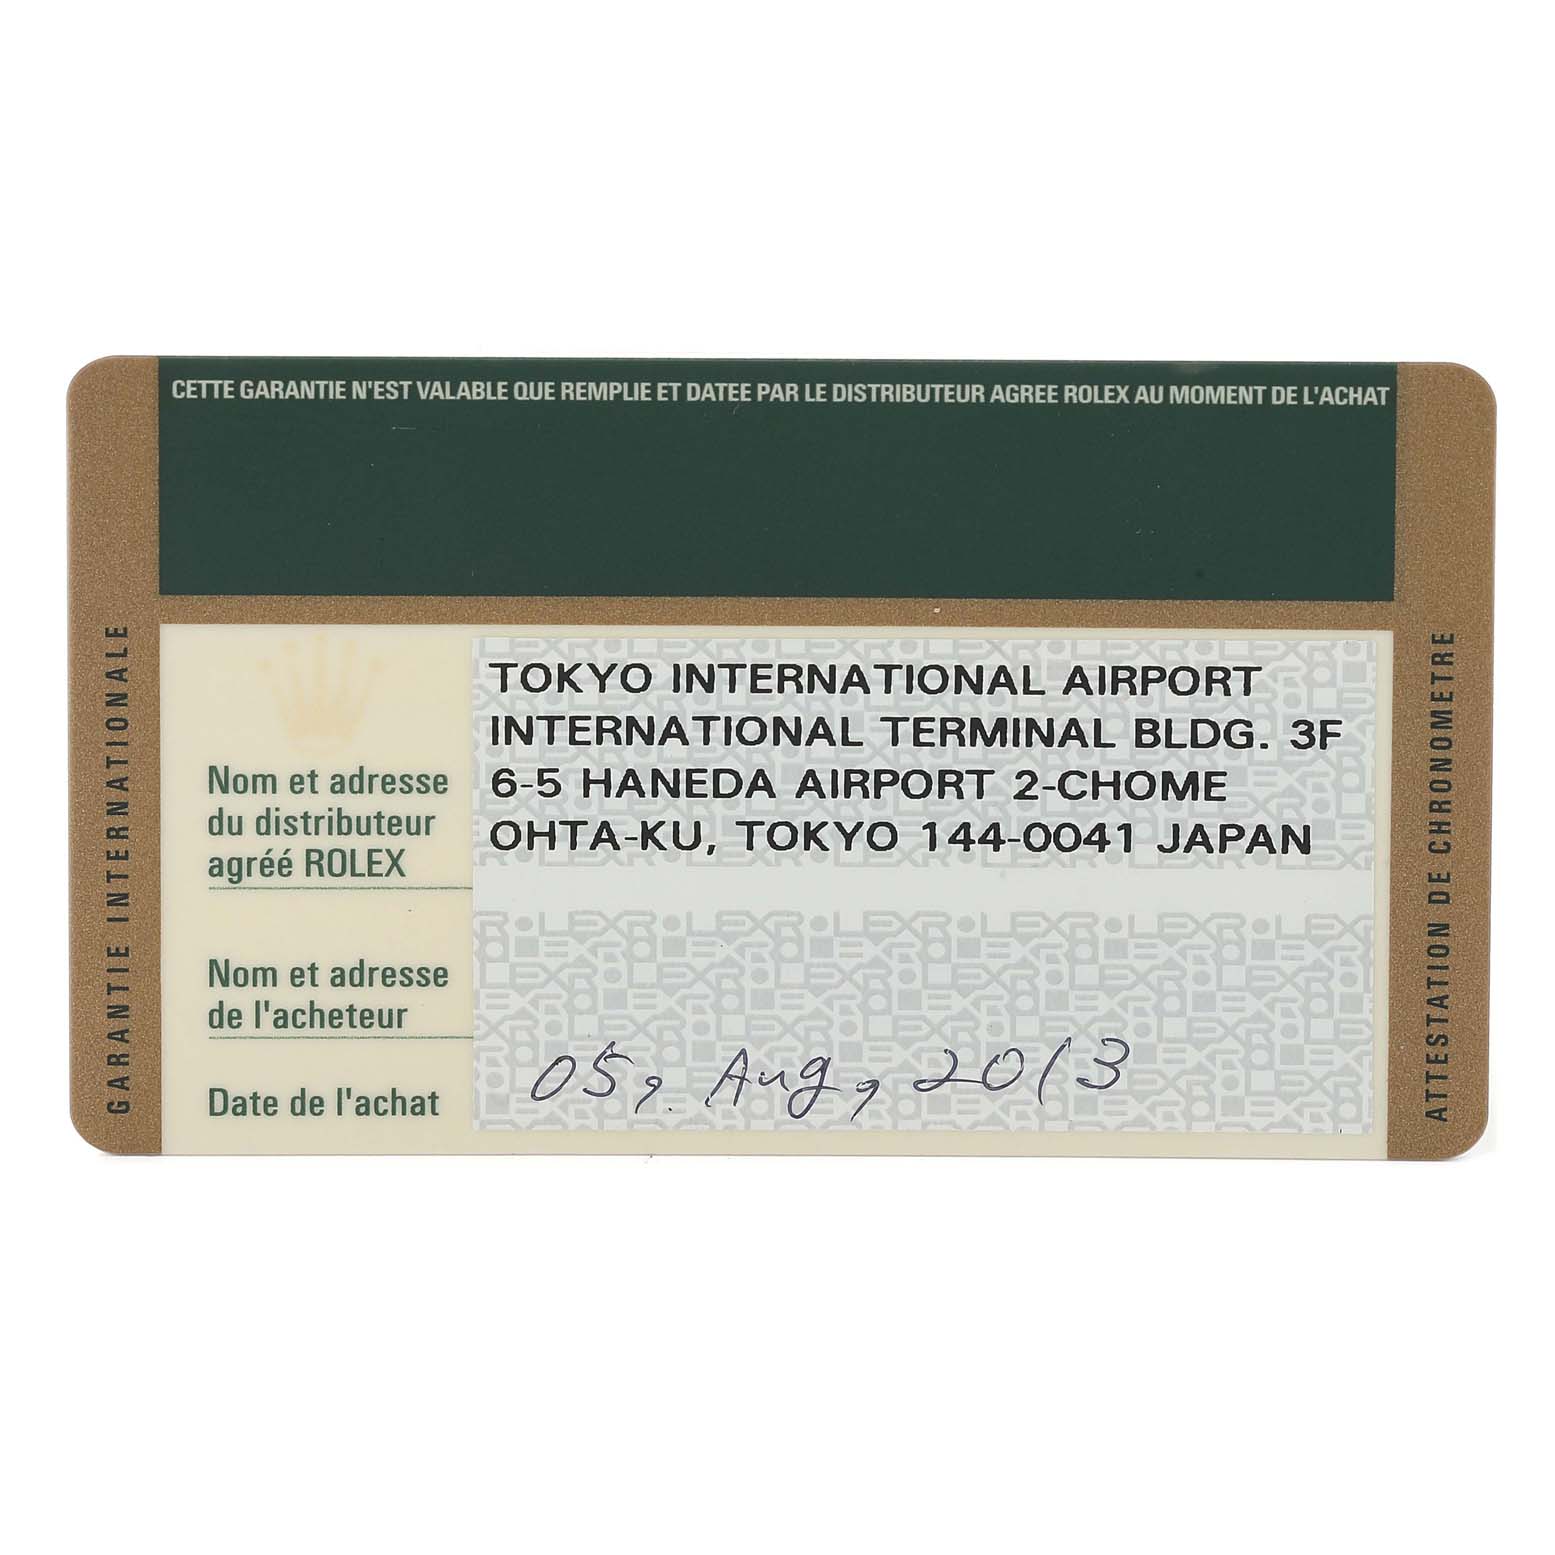 CETTE GARANTIE N'EST VALABLE QUE REMPLIE ET DATEE PAR LE DISTRIBUTEUR AGREE ROLEX AU MOMENT DE L'ACHAT
GARANTIE INTERNATIONALE
Nom et adresse
du distributeur
agréé ROLEX
TOKYO INTERNATIONAL AIRPORT
INTERNATIONAL TERMINAL BLDG. 3F
6-5 HANEDA AIRPORT 2-CHOME
OHTA-KU, TOKYO 144-0041 JAPAN
Nom et adresse
de l'acheteur
Date de l'achat
05, Aug, 2013
ATTESTATION DE CHRONOMETRE